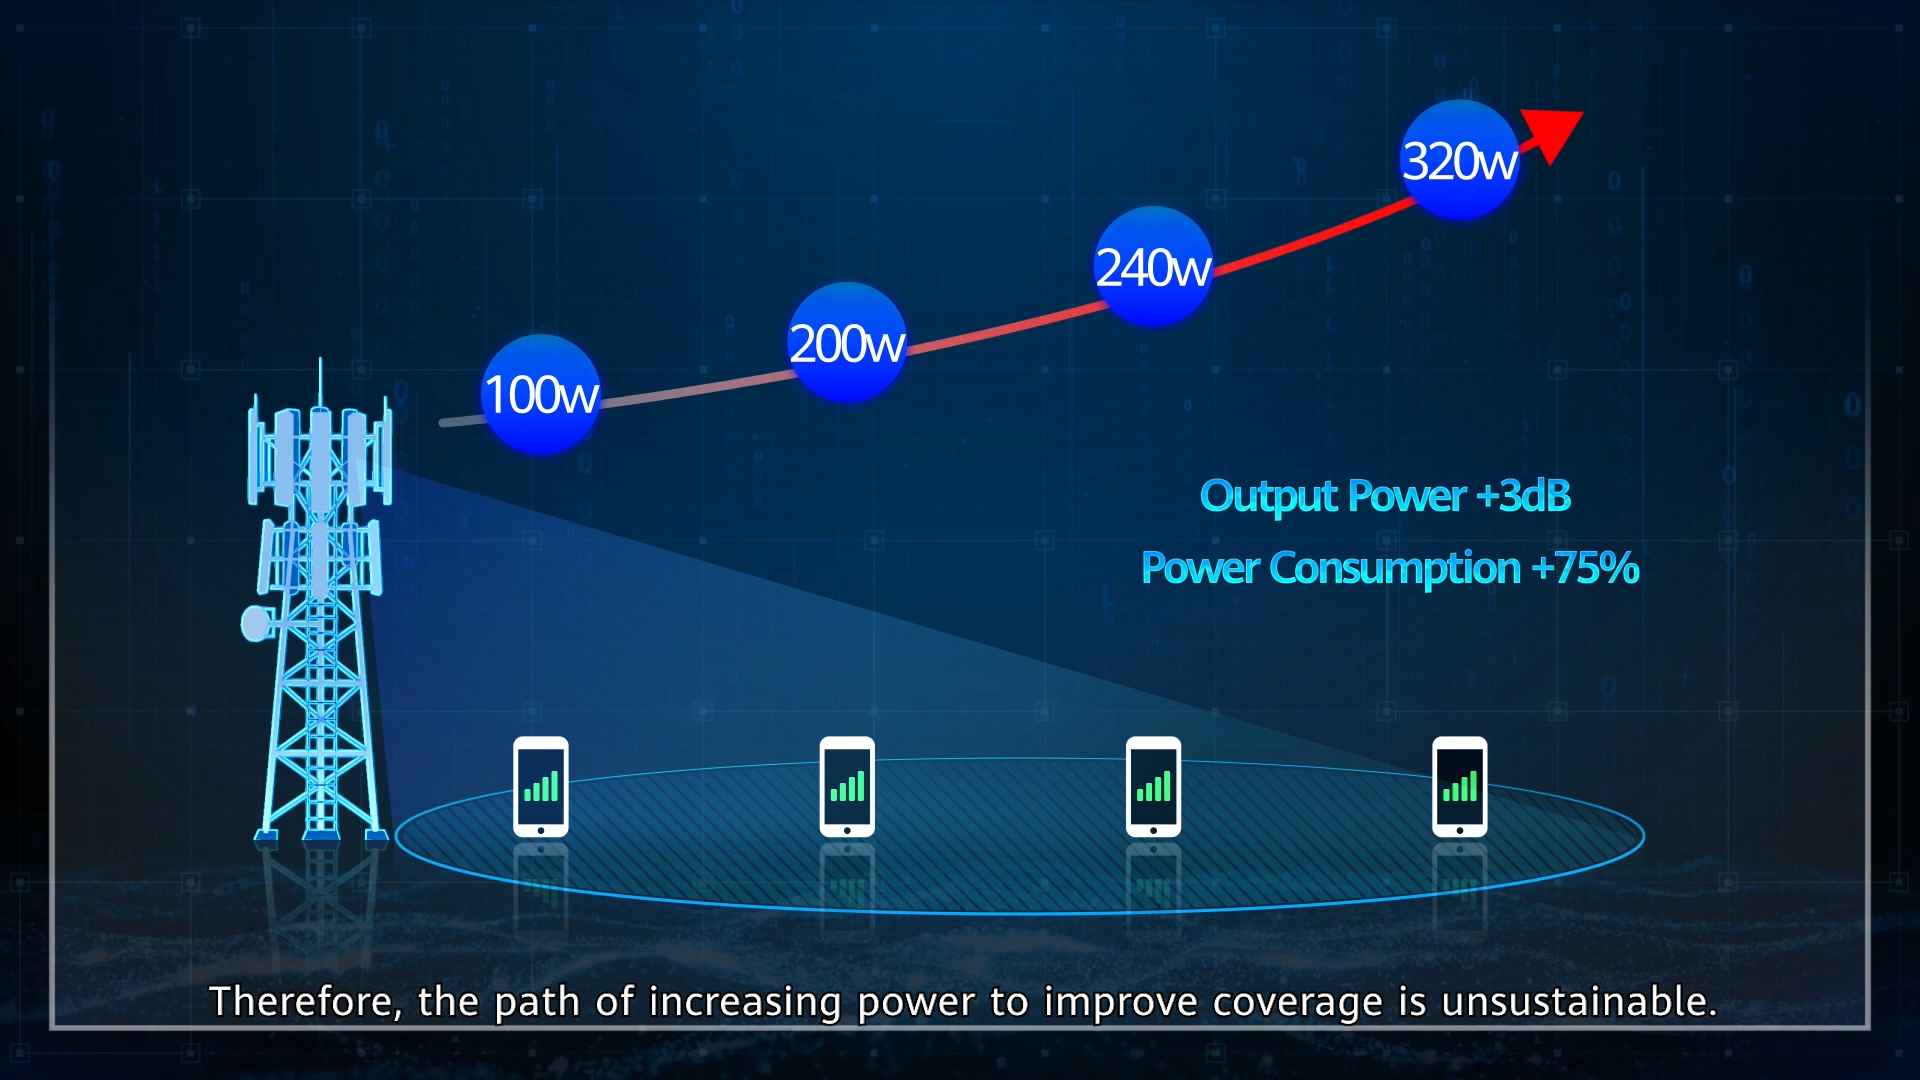 320w
240w
200w
100w
Output Power +3dB
Power Consumption +75%
Therefore, the path of increasing power to improve coverage is unsustainable.